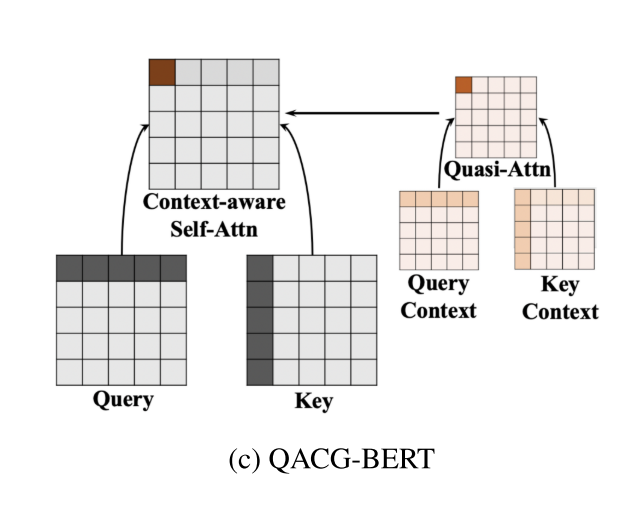 Quasi-Attn
Context-aware
Self-Attn
Query
Context
Key
Context
Query
Key
(c) QACG-BERT